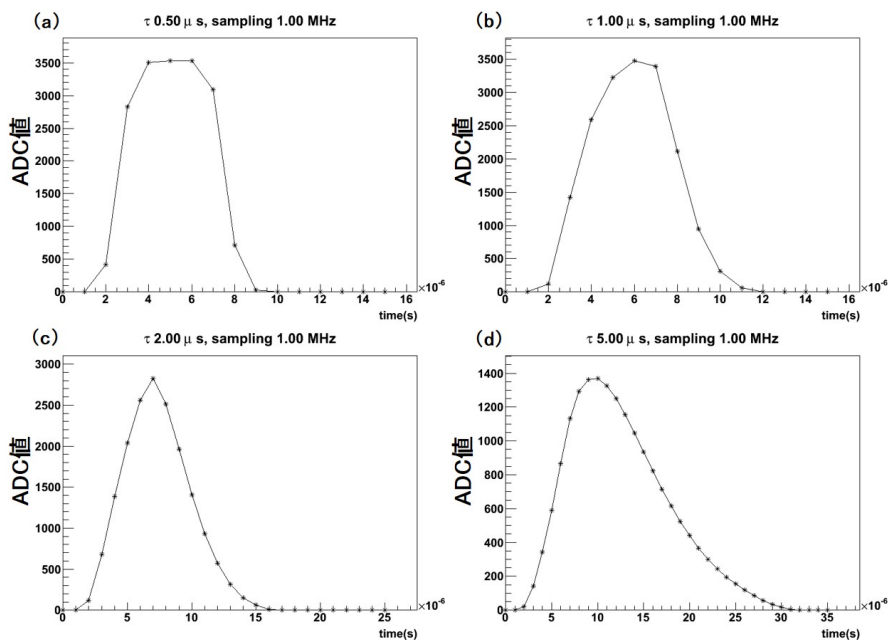 (a)
τ 0.50 μ s, sampling 1.00 MHz
ADC値
3500
3000
2500
2000
1500
1000
500
0
0 2 4 6 8 10 12 14 16
×10⁻⁶
time(s)
(b)
τ 1.00 μ s, sampling 1.00 MHz
ADC値
3500
3000
2500
2000
1500
1000
500
0
0 2 4 6 8 10 12 14 16
×10⁻⁶
time(s)
(c)
τ 2.00 μ s, sampling 1.00 MHz
ADC値
3000
2500
2000
1500
1000
500
0
0 5 10 15 20 25
×10⁻⁶
time(s)
(d)
τ 5.00 μ s, sampling 1.00 MHz
ADC値
1400
1200
1000
800
600
400
200
0
0 5 10 15 20 25 30 35
×10⁻⁶
time(s)